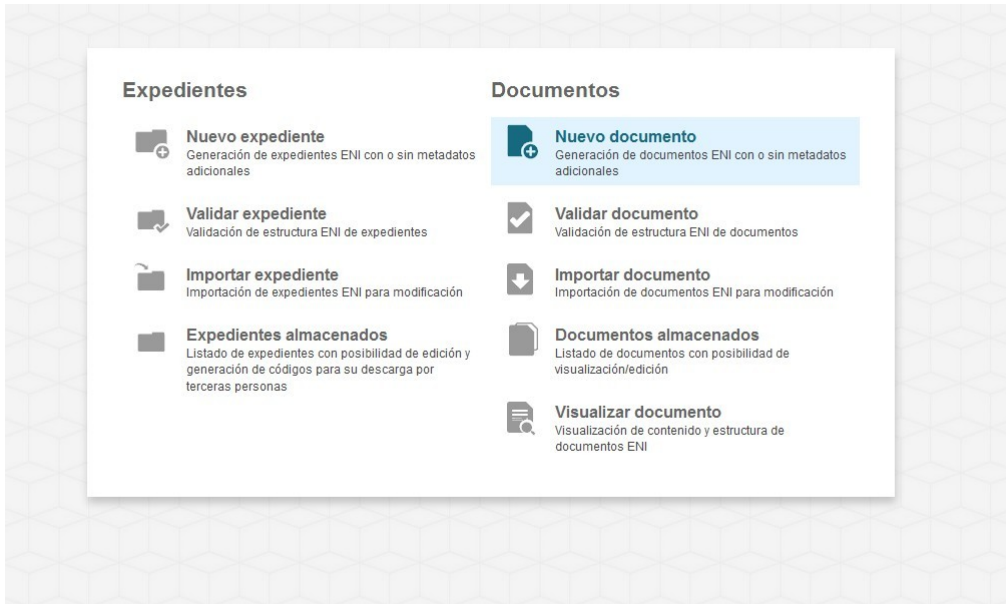 Expedientes
Nuevo expediente
Generación de expedientes ENI con o sin metadatos
adicionales
Validar expediente
Validación de estructura ENI de expedientes
Importar expediente
Importación de expedientes ENI para modificación
Expedientes almacenados
Listado de expedientes con posibilidad de edición y
generación de códigos para su descarga por
terceras personas
Documentos
Nuevo documento
Generación de documentos ENI con o sin metadatos
adicionales
Validar documento
Validación de estructura ENI de documentos
Importar documento
Importación de documentos ENI para modificación
Documentos almacenados
Listado de documentos con posibilidad de
visualización/edición
Visualizar documento
Visualización de contenido y estructura de
documentos ENI